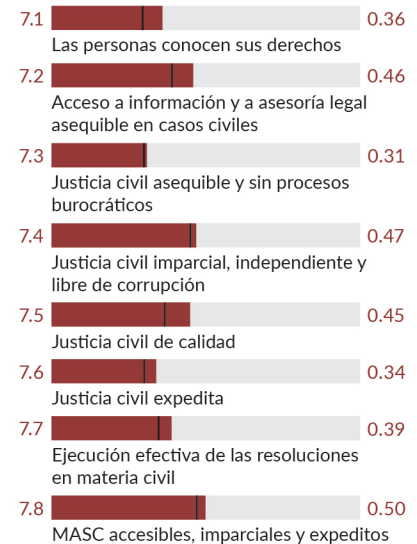 7.1 0.36
Las personas conocen sus derechos
7.2 0.46
Acceso a información y a asesoría legal
asequible en casos civiles
7.3 0.31
Justicia civil asequible y sin procesos
burocráticos
7.4 0.47
Justicia civil imparcial, independiente y
libre de corrupción
7.5 0.45
Justicia civil de calidad
7.6 0.34
Justicia civil expedita
7.7 0.39
Ejecución efectiva de las resoluciones
en materia civil
7.8 0.50
MASC accesibles, imparciales y expeditos